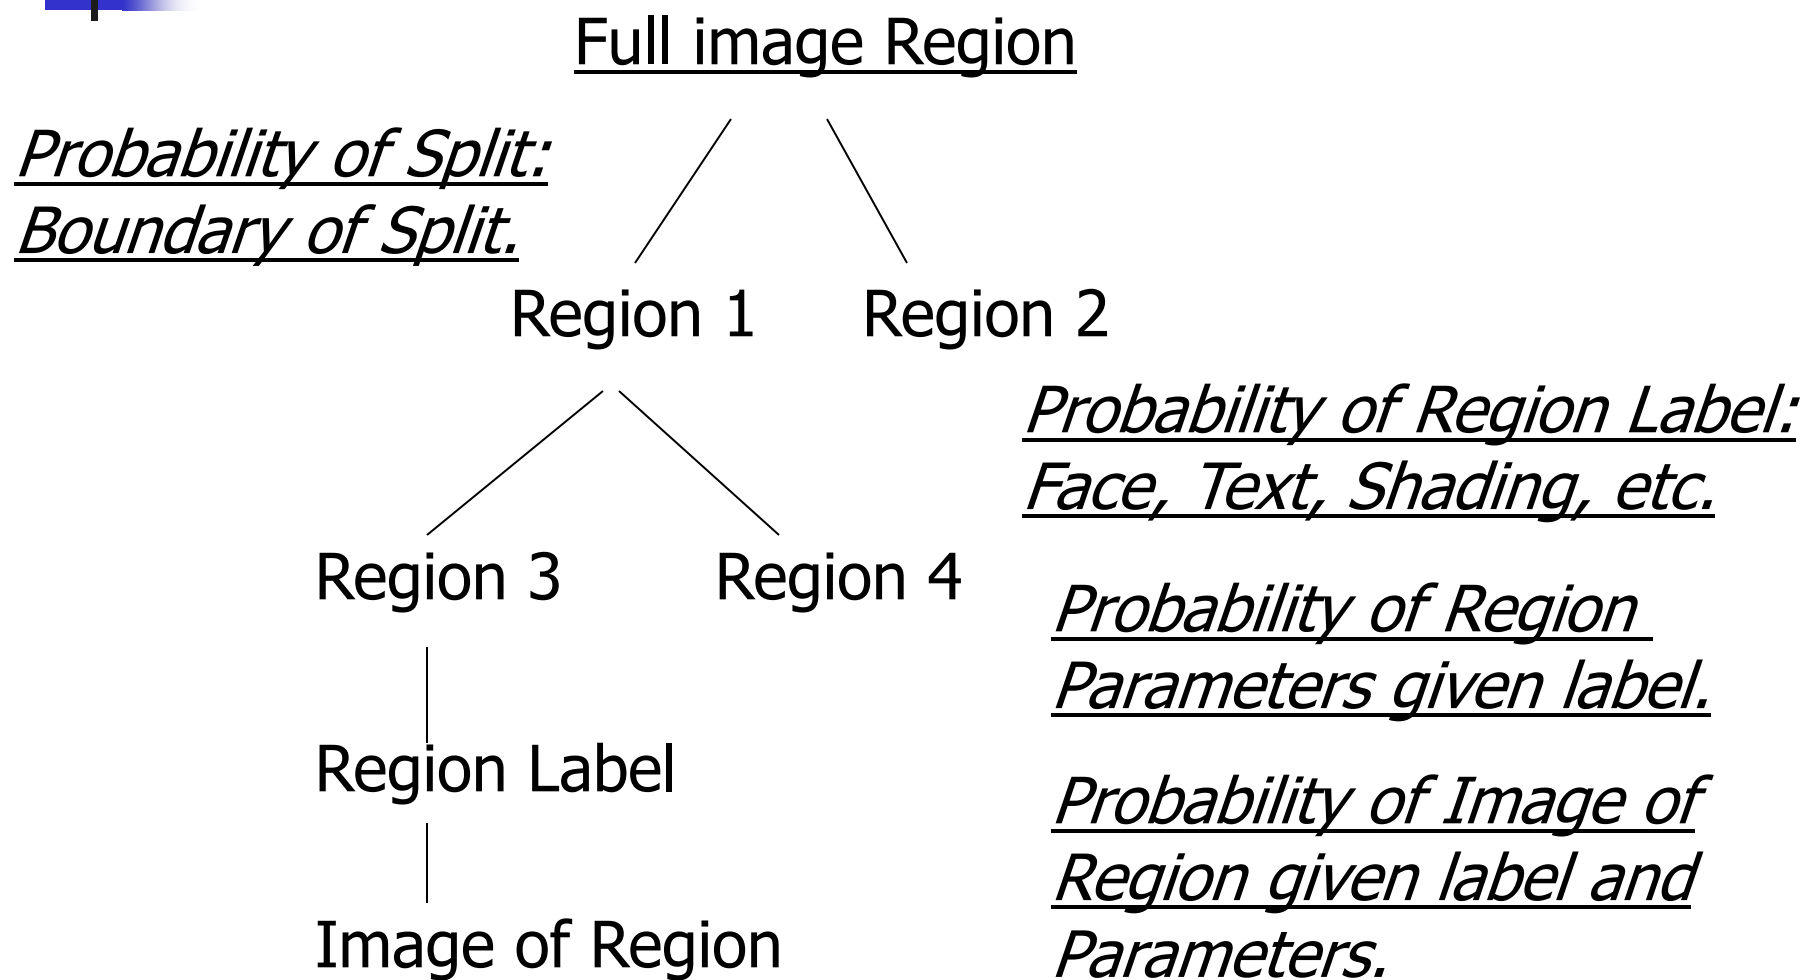 Full image Region
Probability of Split:
Boundary of Split.
Region 1 Region 2
Probability of Region Label:
Face, Text, Shading, etc.
Region 3 Region 4
Probability of Region
Parameters given label.
Region Label
Probability of Image of
Region given label and
Parameters.
Image of Region